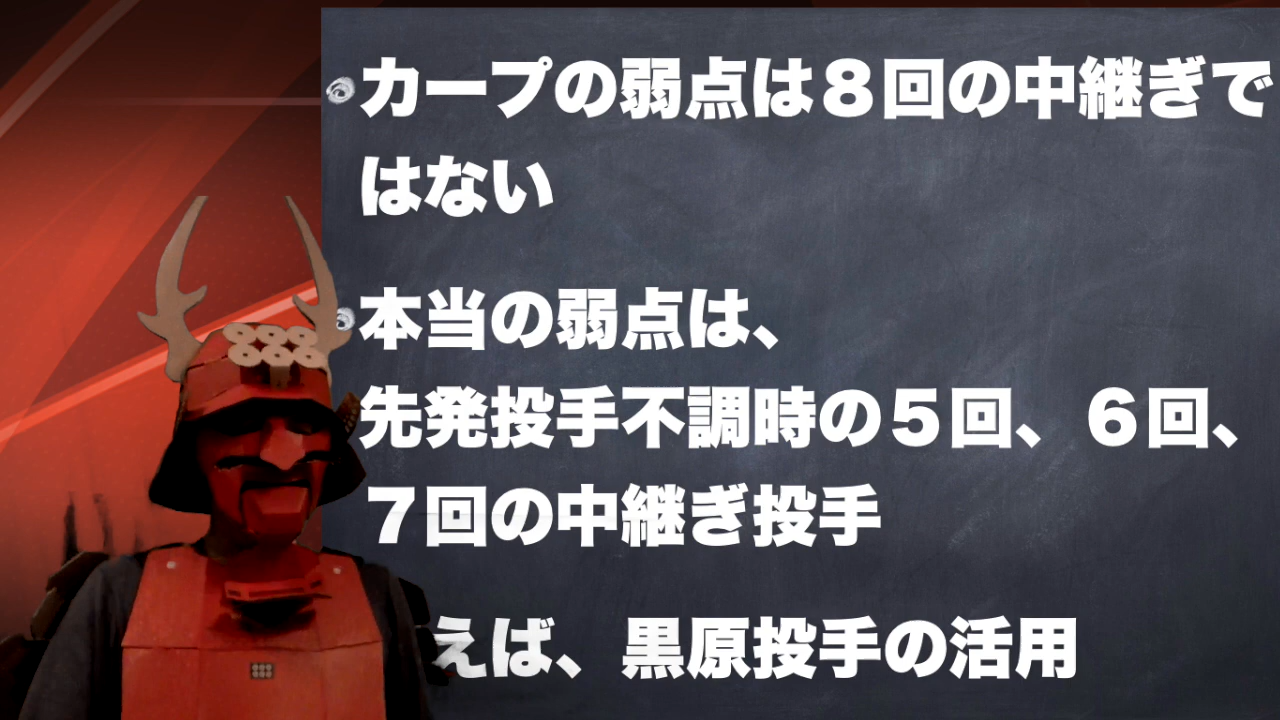 カープの弱点は８回の中継ぎで
はない
本当の弱点は、
先発投手不調時の５回、６回、
７回の中継ぎ投手
えば、黒原投手の活用